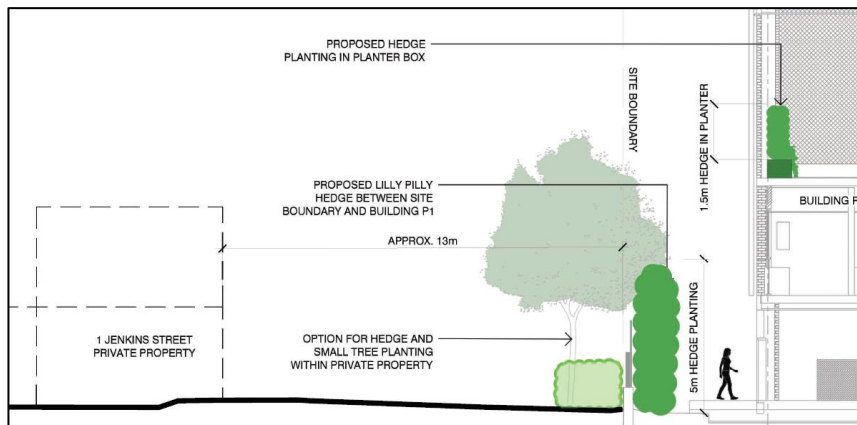 PROPOSED HEDGE
PLANTING IN PLANTER BOX
SITE BOUNDARY
1.5m HEDGE IN PLANTER
PROPOSED LILLY PILLY
HEDGE BETWEEN SITE
BOUNDARY AND BUILDING P1
BUILDING P
APPROX. 13m
1 JENKINS STREET
PRIVATE PROPERTY
OPTION FOR HEDGE AND
SMALL TREE PLANTING
WITHIN PRIVATE PROPERTY
5m HEDGE PLANTING